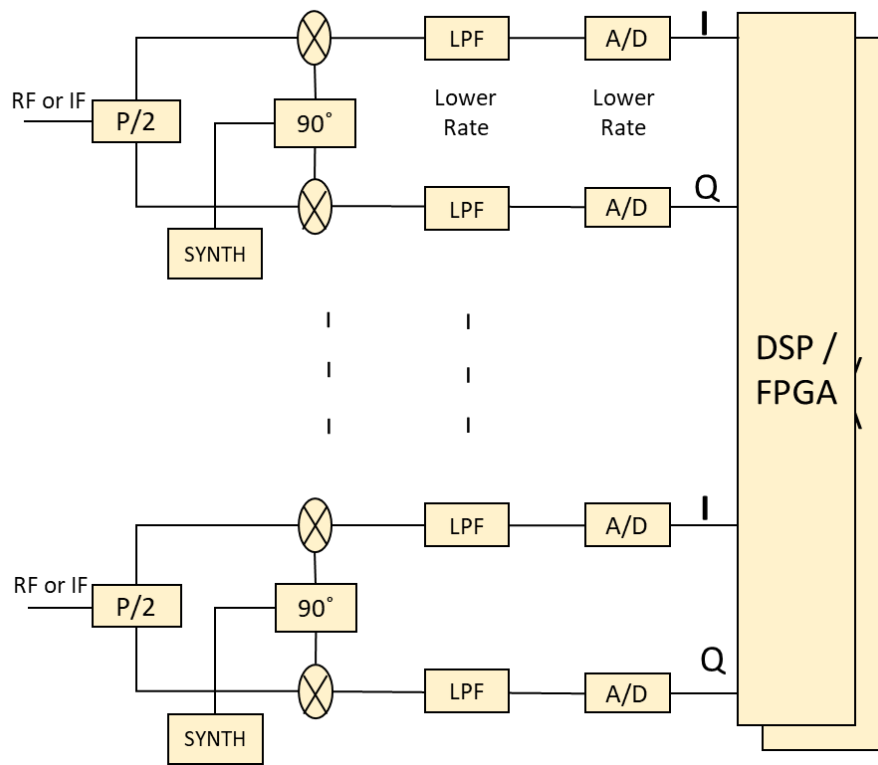 I
LPF
A/D
RF or IF
P/2
90°
Lower
Rate
Lower
Rate
Q
LPF
A/D
SYNTH
DSP /
FPGA
I
LPF
A/D
RF or IF
P/2
90°
Q
LPF
A/D
SYNTH